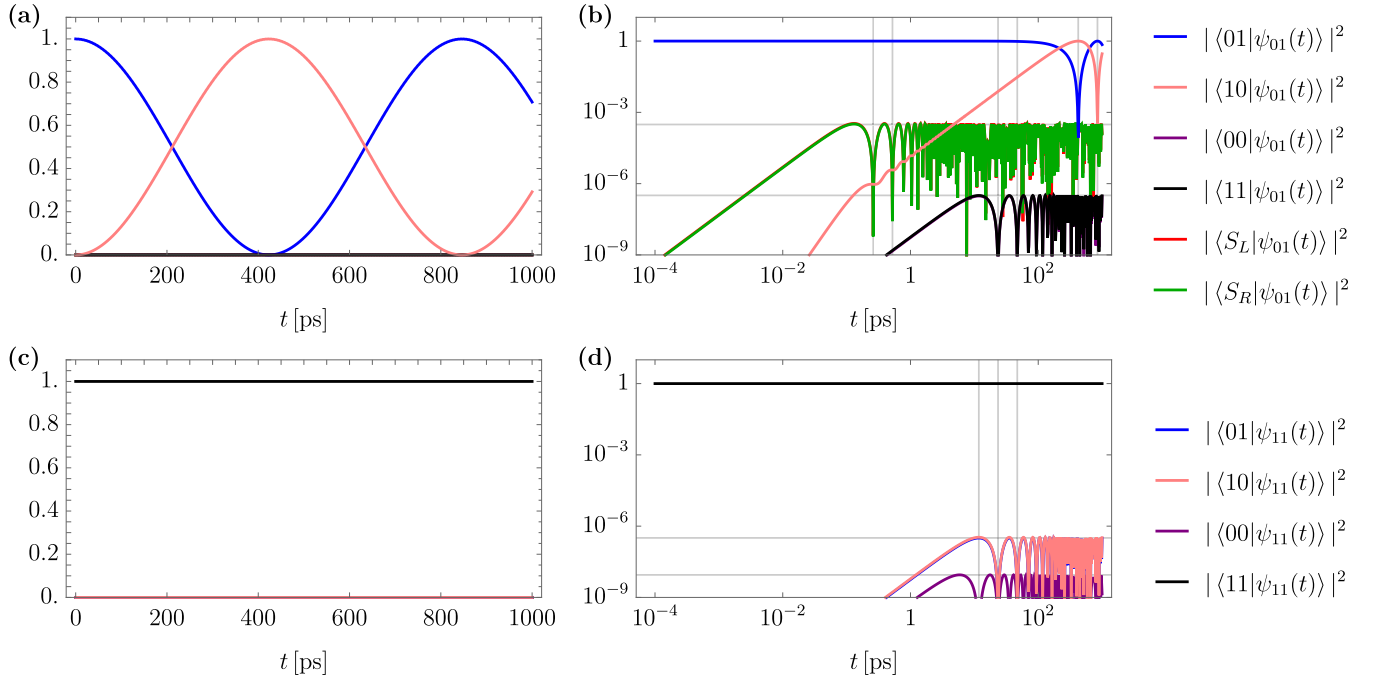 (a)
1.
0.8
0.6
0.4
0.2
0.
0 200 400 600 800 1000
t [ps]
(b)
1
10⁻³
10⁻⁶
10⁻⁹
10⁻⁴ 10⁻² 1 10²
t [ps]
|⟨01|ψ₀₁(t)⟩|²
|⟨10|ψ₀₁(t)⟩|²
|⟨00|ψ₀₁(t)⟩|²
|⟨11|ψ₀₁(t)⟩|²
|⟨S_L|ψ₀₁(t)⟩|²
|⟨S_R|ψ₀₁(t)⟩|²
(c)
1.
0.8
0.6
0.4
0.2
0.
0 200 400 600 800 1000
t [ps]
(d)
1
10⁻³
10⁻⁶
10⁻⁹
10⁻⁴ 10⁻² 1 10²
t [ps]
|⟨01|ψ₁₁(t)⟩|²
|⟨10|ψ₁₁(t)⟩|²
|⟨00|ψ₁₁(t)⟩|²
|⟨11|ψ₁₁(t)⟩|²